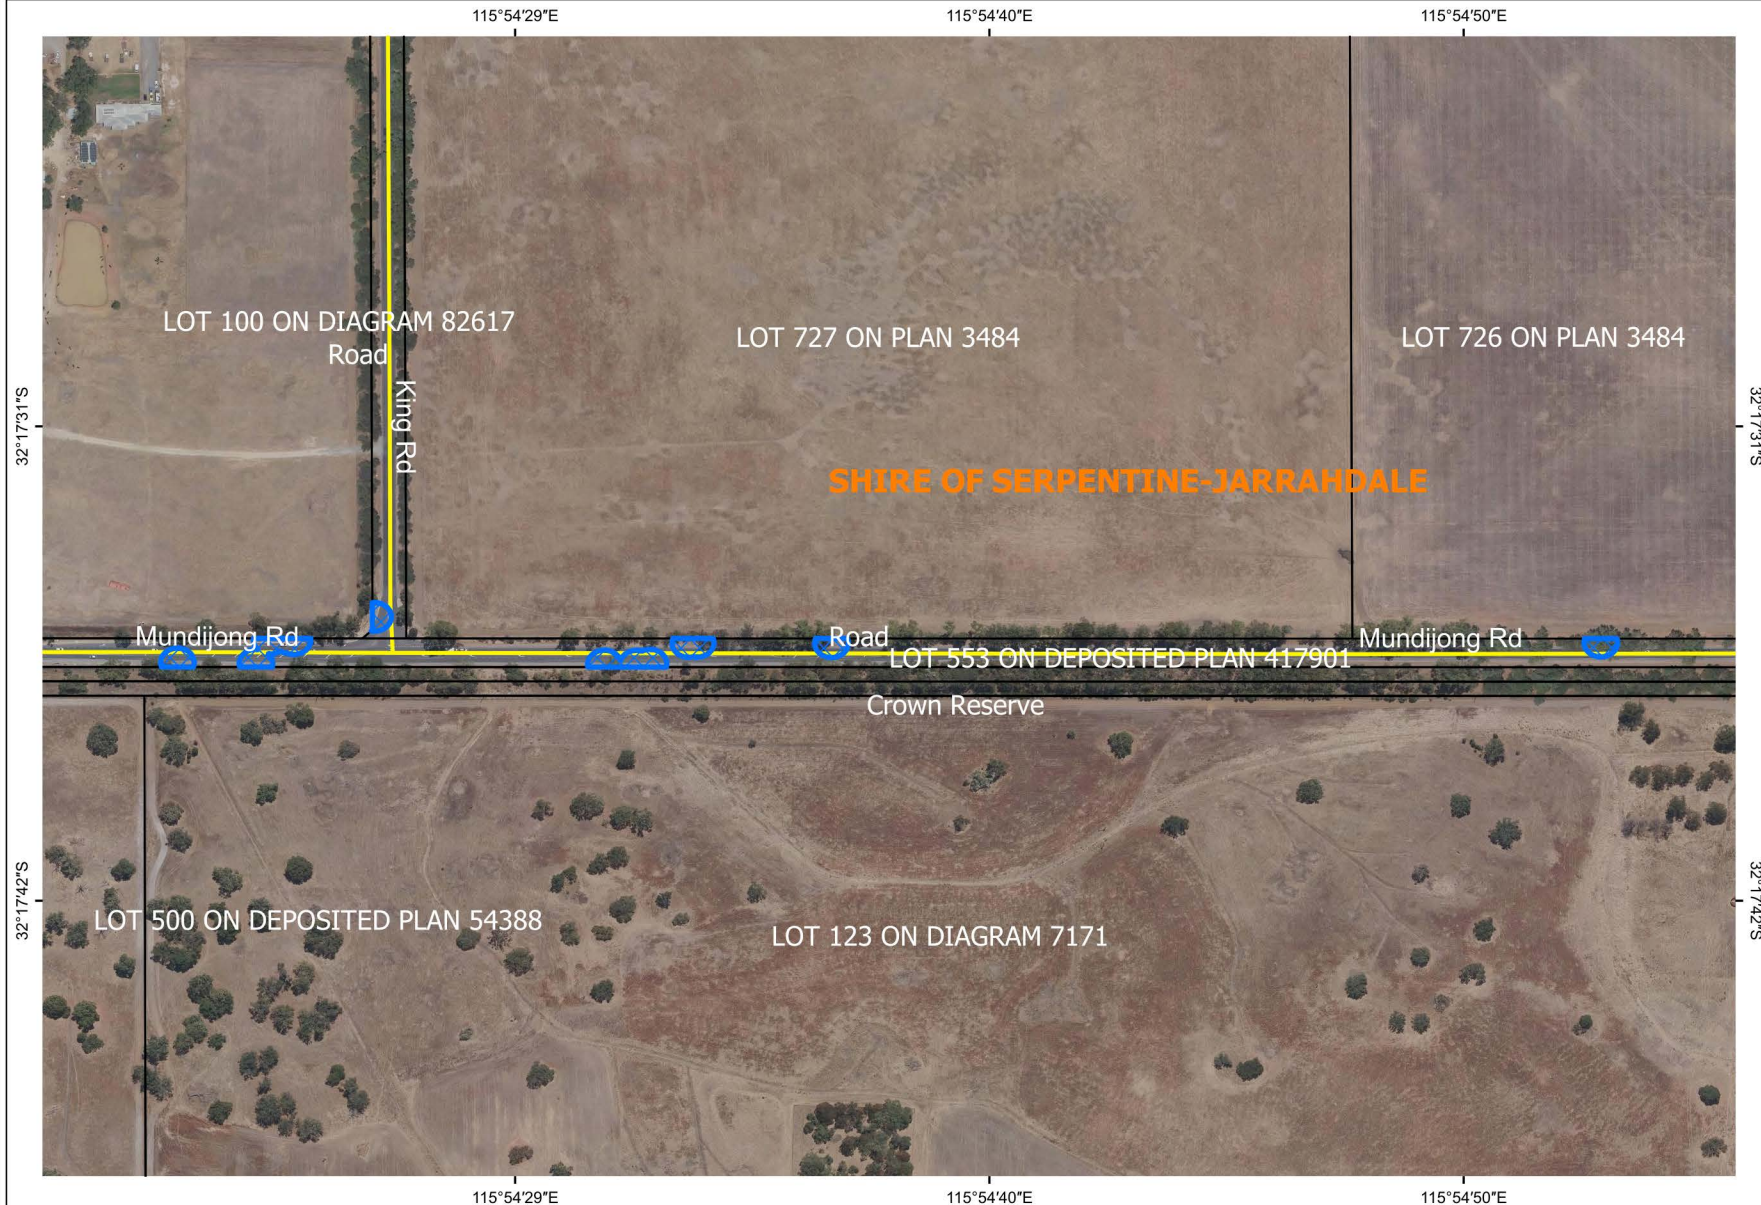 115°54'29"E 115°54'40"E 115°54'50"E
LOT 100 ON DIAGRAM 82617
Road
LOT 727 ON PLAN 3484
LOT 726 ON PLAN 3484
King Rd
32°17'31"S
32°17'31"S
SHIRE OF SERPENTINE-JARRAHDALE
Mundijong Rd
Road
Mundijong Rd
LOT 553 ON DEPOSITED PLAN 417901
Crown Reserve
32°17'42"S
32°17'42"S
LOT 500 ON DEPOSITED PLAN 54388
LOT 123 ON DIAGRAM 7171
115°54'29"E 115°54'40"E 115°54'50"E